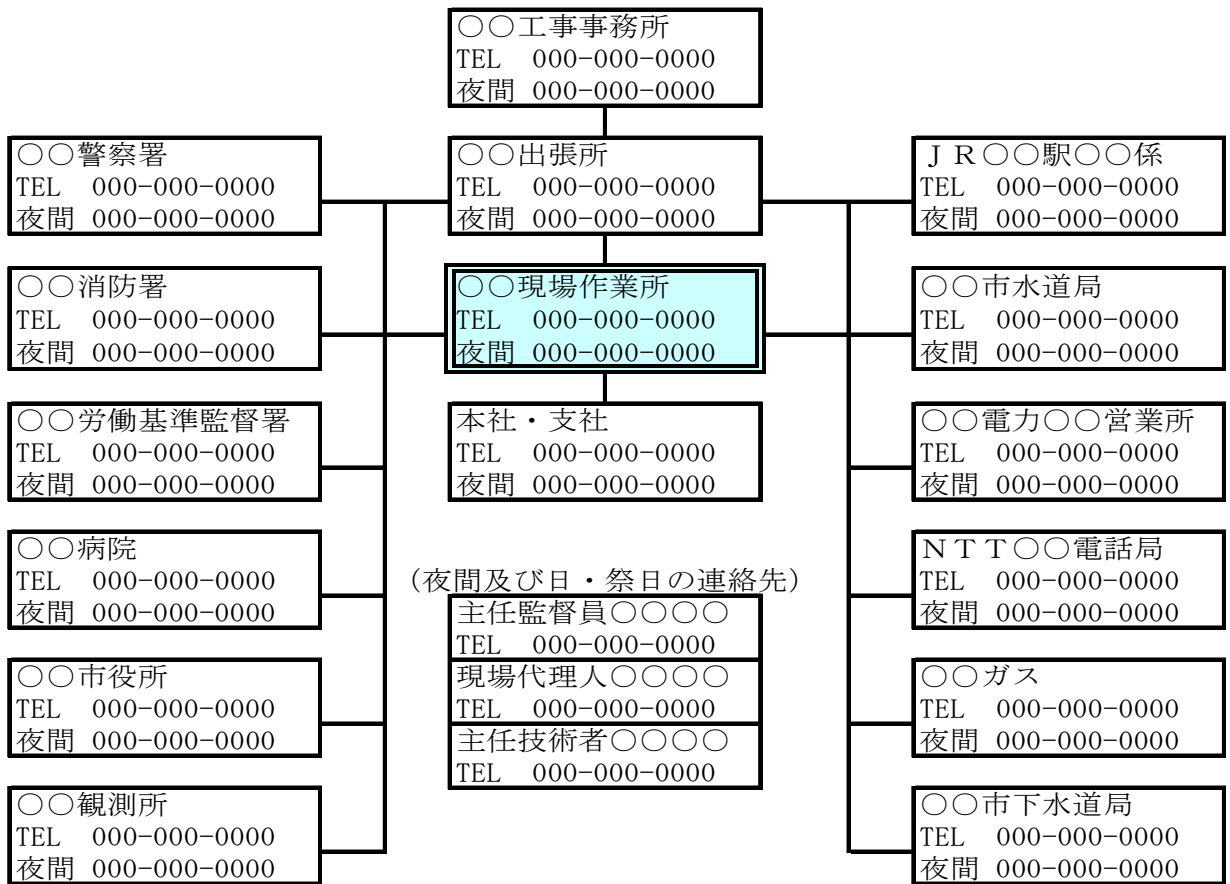 ○○工事事務所
TEL 000-000-0000
夜間 000-000-0000
○○警察署
TEL 000-000-0000
夜間 000-000-0000
○○出張所
TEL 000-000-0000
夜間 000-000-0000
ＪＲ○○駅○○係
TEL 000-000-0000
夜間 000-000-0000
○○消防署
TEL 000-000-0000
夜間 000-000-0000
○○現場作業所
TEL 000-000-0000
夜間 000-000-0000
○○市水道局
TEL 000-000-0000
夜間 000-000-0000
○○労働基準監督署
TEL 000-000-0000
夜間 000-000-0000
本社・支社
TEL 000-000-0000
夜間 000-000-0000
○○電力○○営業所
TEL 000-000-0000
夜間 000-000-0000
○○病院
TEL 000-000-0000
夜間 000-000-0000
（夜間及び日・祭日の連絡先）
主任監督員○○○○
TEL 000-000-0000
現場代理人○○○○
TEL 000-000-0000
主任技術者○○○○
TEL 000-000-0000
ＮＴＴ○○電話局
TEL 000-000-0000
夜間 000-000-0000
○○市役所
TEL 000-000-0000
夜間 000-000-0000
○○ガス
TEL 000-000-0000
夜間 000-000-0000
○○観測所
TEL 000-000-0000
夜間 000-000-0000
○○市下水道局
TEL 000-000-0000
夜間 000-000-0000